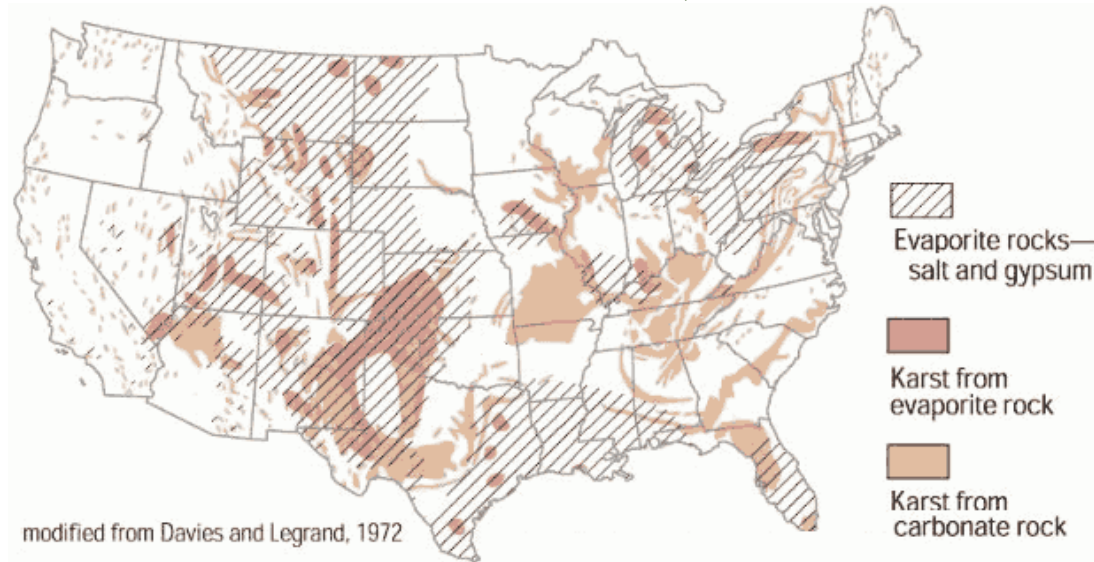 Evaporite rocks—
salt and gypsum
Karst from
evaporite rock
Karst from
carbonate rock
modified from Davies and Legrand, 1972